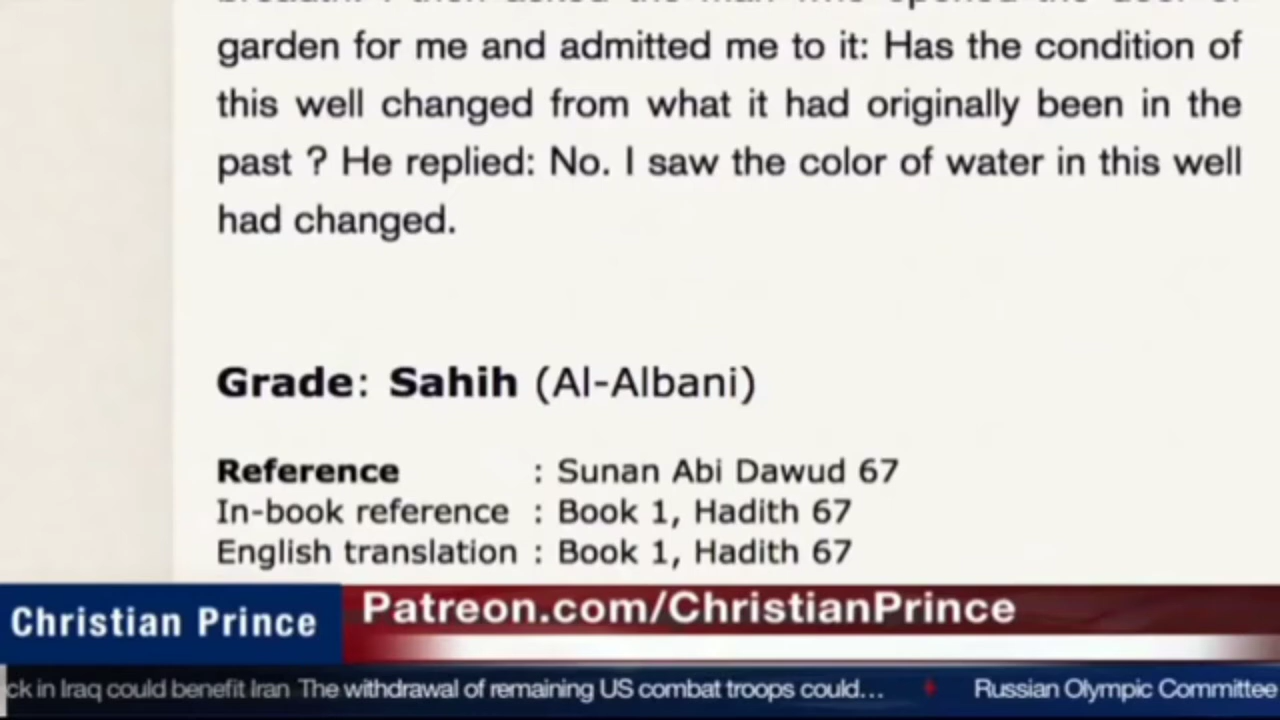 garden for me and admitted me to it: Has the condition of
this well changed from what it had originally been in the
past ? He replied: No. I saw the color of water in this well
had changed.
Grade: Sahih (Al-Albani)
Reference : Sunan Abi Dawud 67
In-book reference : Book 1, Hadith 67
English translation : Book 1, Hadith 67
Christian Prince
Patreon.com/ChristianPrince
ck in Iraq could benefit Iran The withdrawal of remaining US combat troops could... Russian Olympic Committee